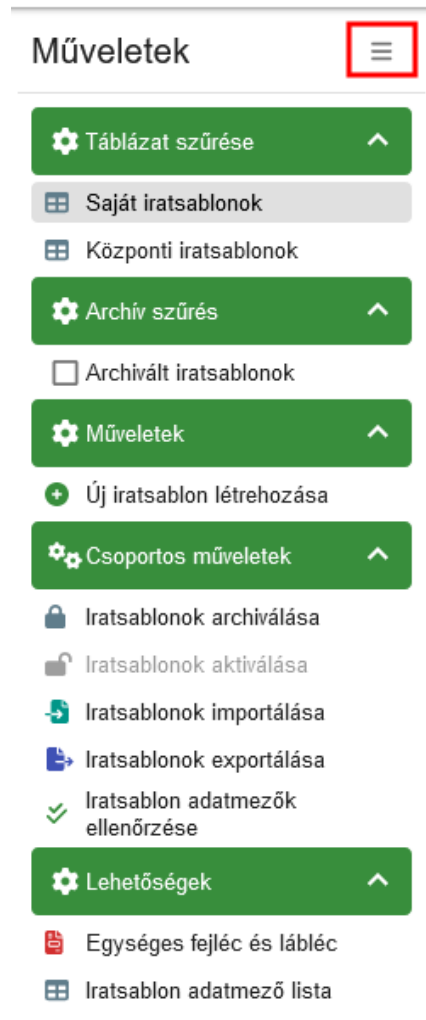 Műveletek
Táblázat szűrése
Saját iratsablonok
Központi iratsablonok
Archív szűrés
Archivált iratsablonok
Műveletek
Új iratsablon létrehozása
Csoportos műveletek
Iratsablonok archiválása
Iratsablonok aktiválása
Iratsablonok importálása
Iratsablonok exportálása
Iratsablon adatmezők
ellenőrzése
Lehetőségek
Egységes fejléc és lábléc
Iratsablon adatmező lista